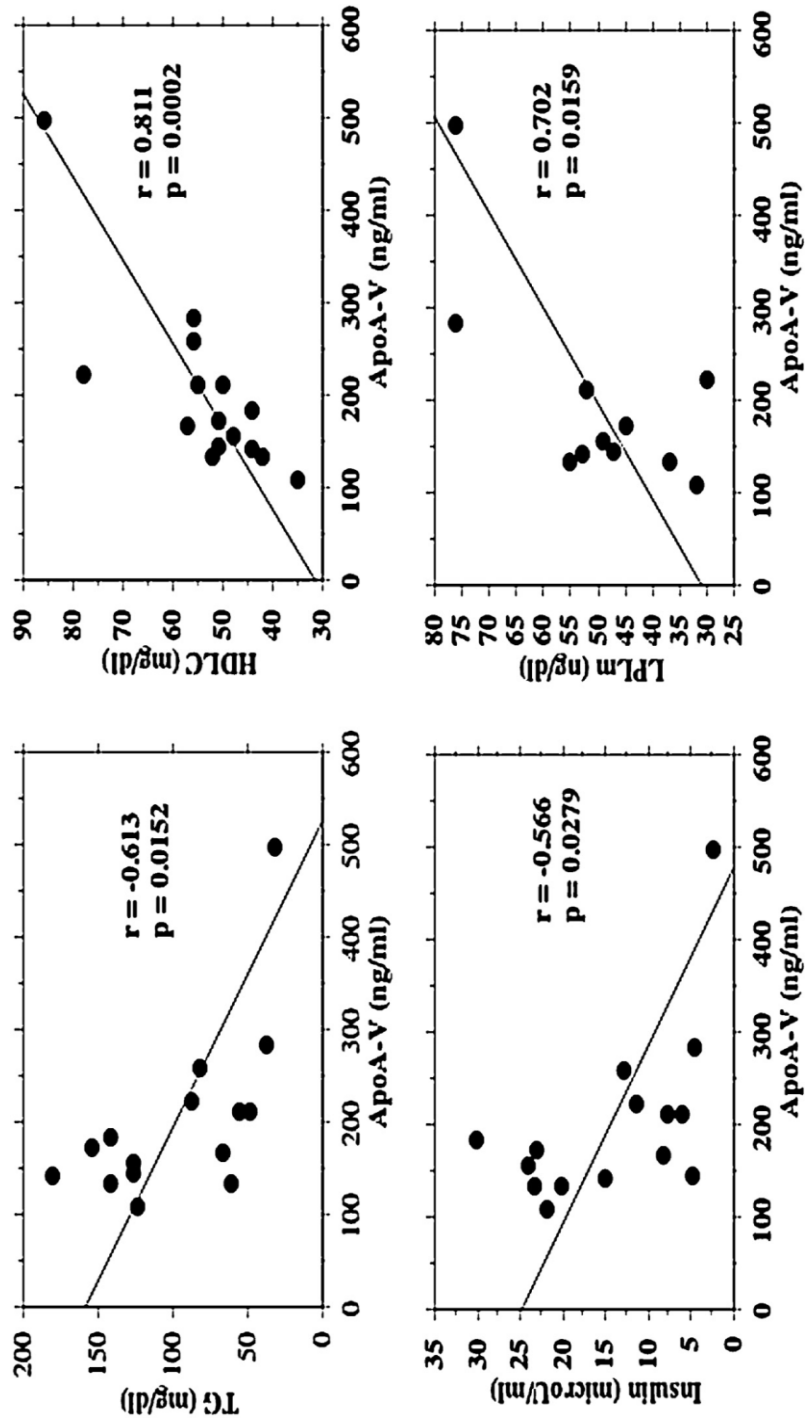 TG (mg/dl)
200
150
100
50
0
0 100 200 300 400 500 600
ApoA-V (ng/ml)
r = -0.613
p = 0.0152
HDLC (mg/dl)
90
80
70
60
50
40
30
0 100 200 300 400 500 600
ApoA-V (ng/ml)
r = 0.811
p = 0.0002
Insulin (microU/ml)
35
30
25
20
15
10
5
0
0 100 200 300 400 500 600
ApoA-V (ng/ml)
r = -0.566
p = 0.0279
LPLm (ng/dl)
80
75
70
65
60
55
50
45
40
35
30
25
0 100 200 300 400 500 600
ApoA-V (ng/ml)
r = 0.702
p = 0.0159